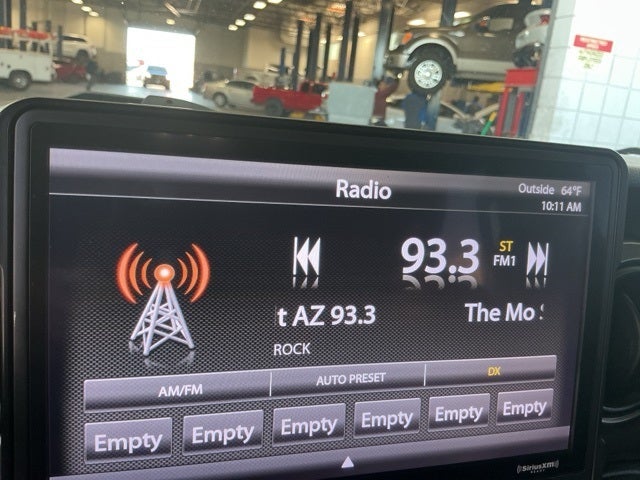 Radio
Outside 64°F
10:11 AM
93.3
ST
FM1
t AZ 93.3
The Mo
ROCK
AM/FM
AUTO PRESET
DX
Empty Empty Empty Empty Empty Empty
((SiriusXM))